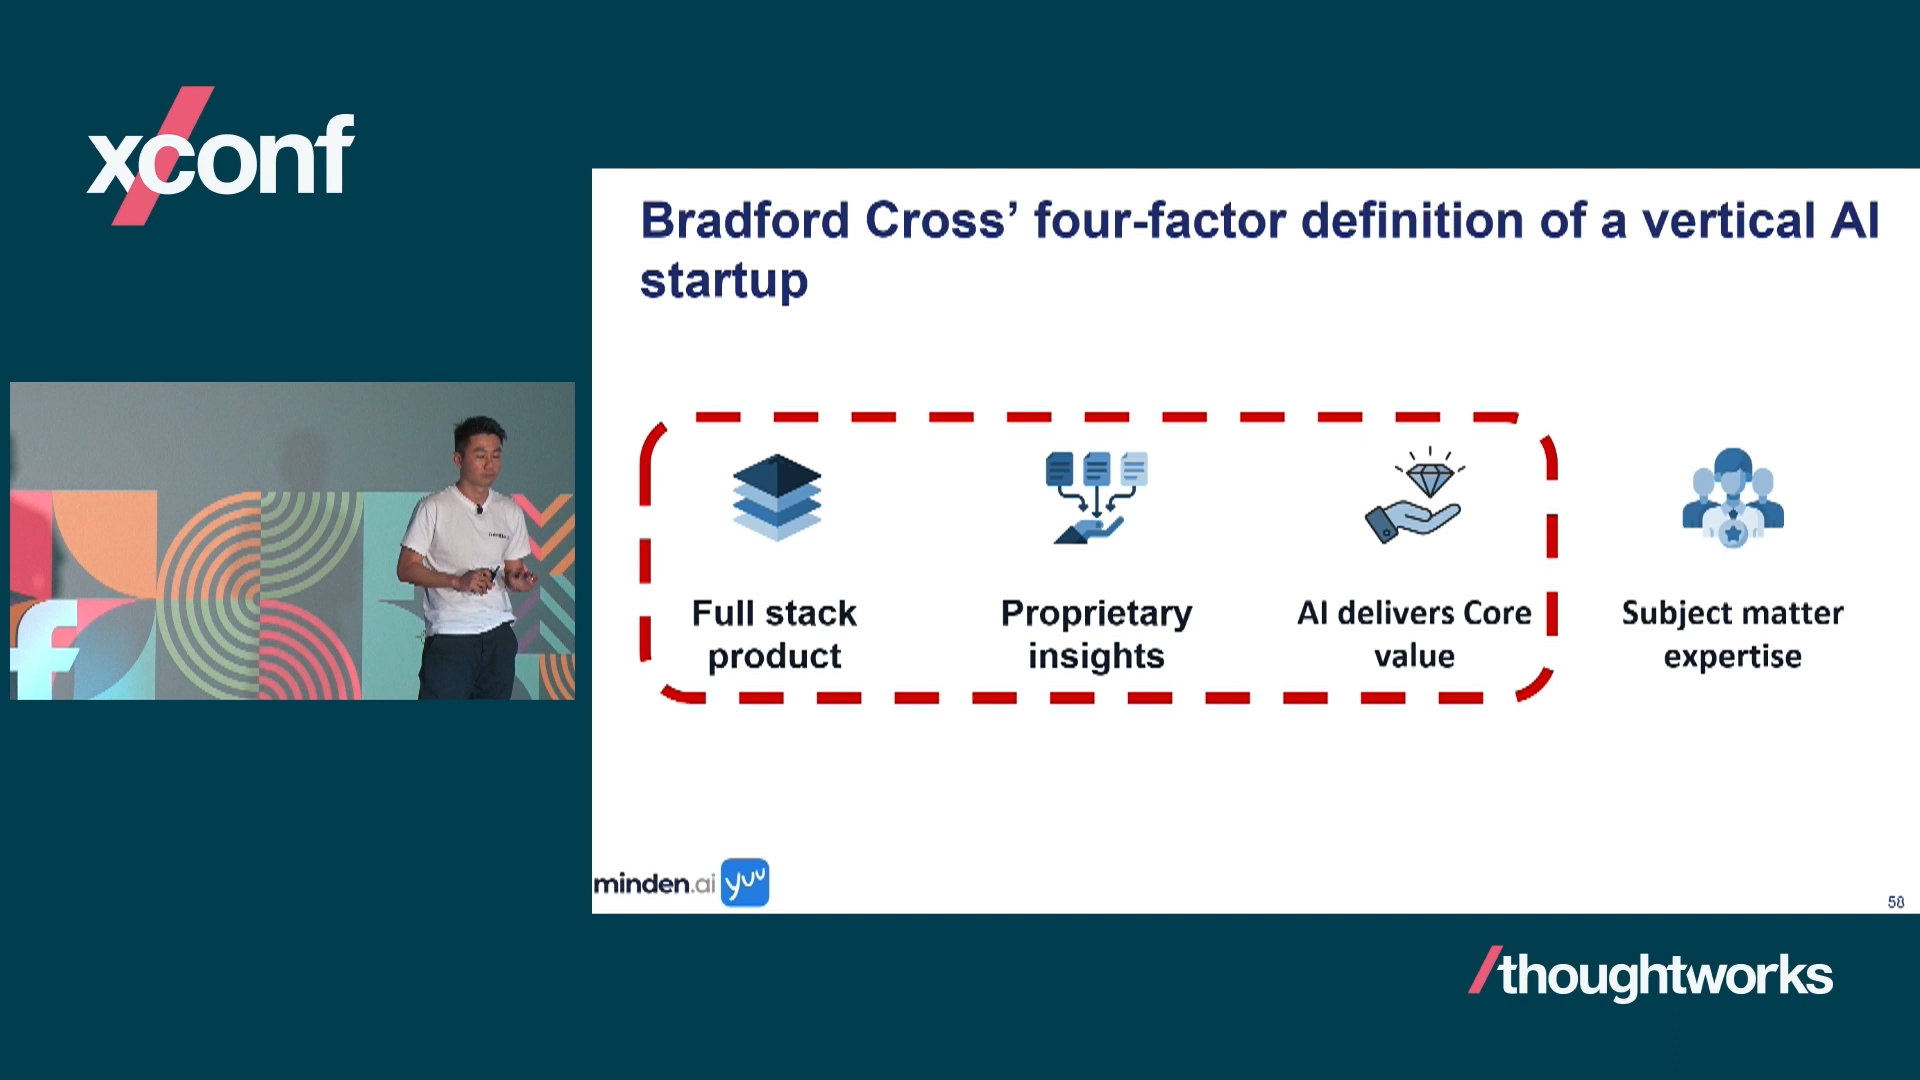 xconf
Bradford Cross’ four-factor definition of a vertical AI
startup
Full stack
product
Proprietary
insights
AI delivers Core
value
Subject matter
expertise
minden.ai yuu
58
/thoughtworks
f